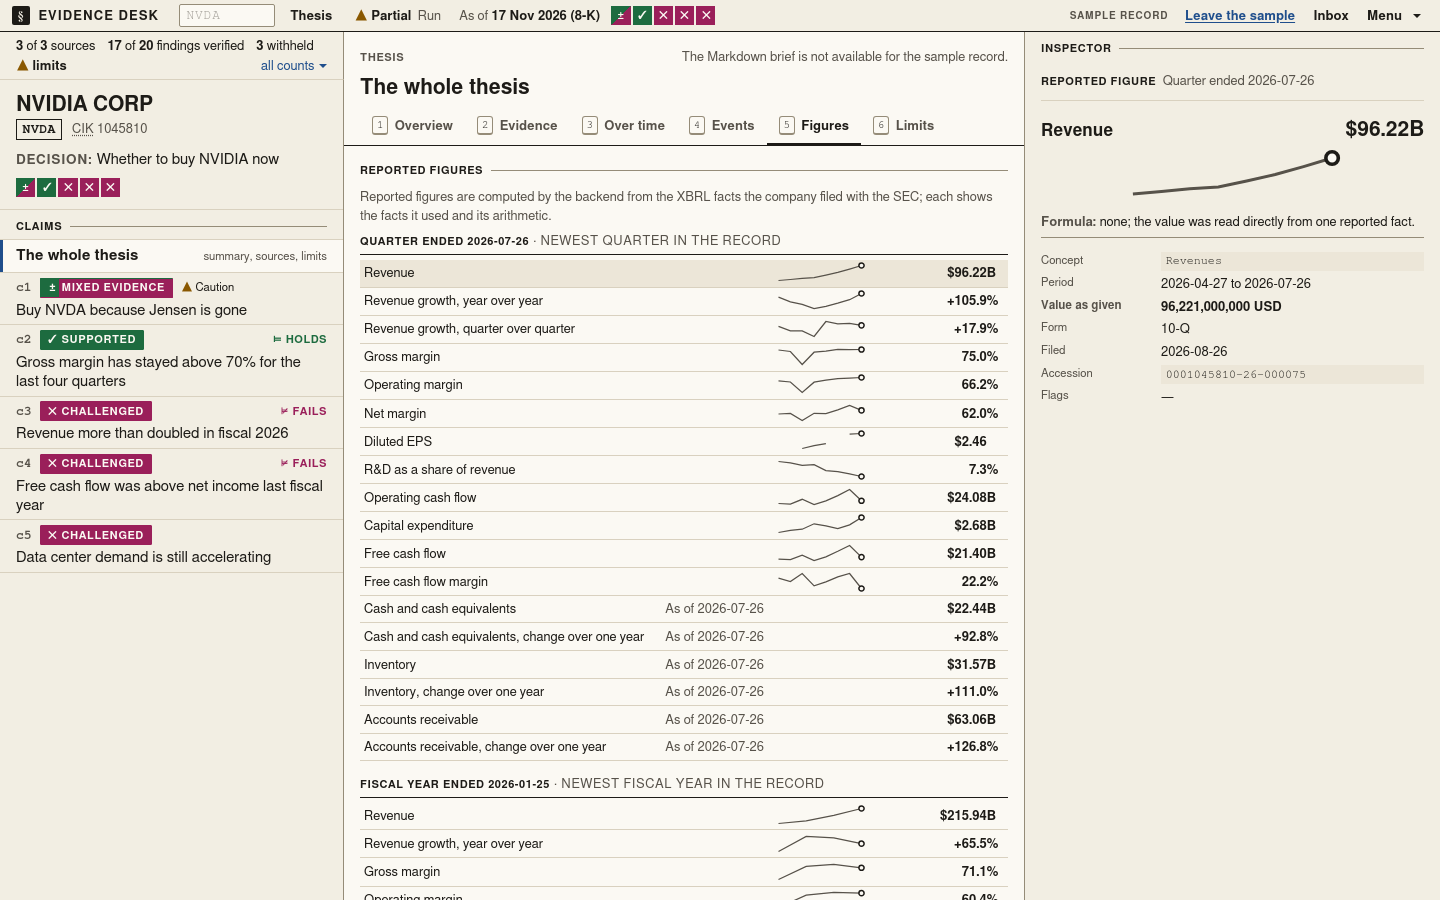 § EVIDENCE DESK NVDA Thesis Partial Run As of 17 Nov 2026 (8-K) ± ✓ ✕ ✕ ✕ SAMPLE RECORD Leave the sample Inbox Menu
3 of 3 sources 17 of 20 findings verified 3 withheld
limits all counts
NVIDIA CORP
NVDA CIK 1045810
DECISION: Whether to buy NVIDIA now
± ✓ ✕ ✕ ✕
CLAIMS
The whole thesis summary, sources, limits
c1 ± MIXED EVIDENCE Caution
Buy NVDA because Jensen is gone
c2 ✓ SUPPORTED ⊨ HOLDS
Gross margin has stayed above 70% for the
last four quarters
c3 ✕ CHALLENGED ⊭ FAILS
Revenue more than doubled in fiscal 2026
c4 ✕ CHALLENGED ⊭ FAILS
Free cash flow was above net income last fiscal
year
c5 ✕ CHALLENGED
Data center demand is still accelerating
THESIS The Markdown brief is not available for the sample record.
The whole thesis
1 Overview 2 Evidence 3 Over time 4 Events 5 Figures 6 Limits
REPORTED FIGURES
Reported figures are computed by the backend from the XBRL facts the company filed with the SEC; each shows
the facts it used and its arithmetic.
QUARTER ENDED 2026-07-26 · NEWEST QUARTER IN THE RECORD
Revenue $96.22B
Revenue growth, year over year +105.9%
Revenue growth, quarter over quarter +17.9%
Gross margin 75.0%
Operating margin 66.2%
Net margin 62.0%
Diluted EPS $2.46
R&D as a share of revenue 7.3%
Operating cash flow $24.08B
Capital expenditure $2.68B
Free cash flow $21.40B
Free cash flow margin 22.2%
Cash and cash equivalents As of 2026-07-26 $22.44B
Cash and cash equivalents, change over one year As of 2026-07-26 +92.8%
Inventory As of 2026-07-26 $31.57B
Inventory, change over one year As of 2026-07-26 +111.0%
Accounts receivable As of 2026-07-26 $63.06B
Accounts receivable, change over one year As of 2026-07-26 +126.8%
FISCAL YEAR ENDED 2026-01-25 · NEWEST FISCAL YEAR IN THE RECORD
Revenue $215.94B
Revenue growth, year over year +65.5%
Gross margin 71.1%
Operating margin 60.4%
INSPECTOR
REPORTED FIGURE Quarter ended 2026-07-26
Revenue $96.22B
Formula: none; the value was read directly from one reported fact.
Concept Revenues
Period 2026-04-27 to 2026-07-26
Value as given 96,221,000,000 USD
Form 10-Q
Filed 2026-08-26
Accession 0001045810-26-000075
Flags —